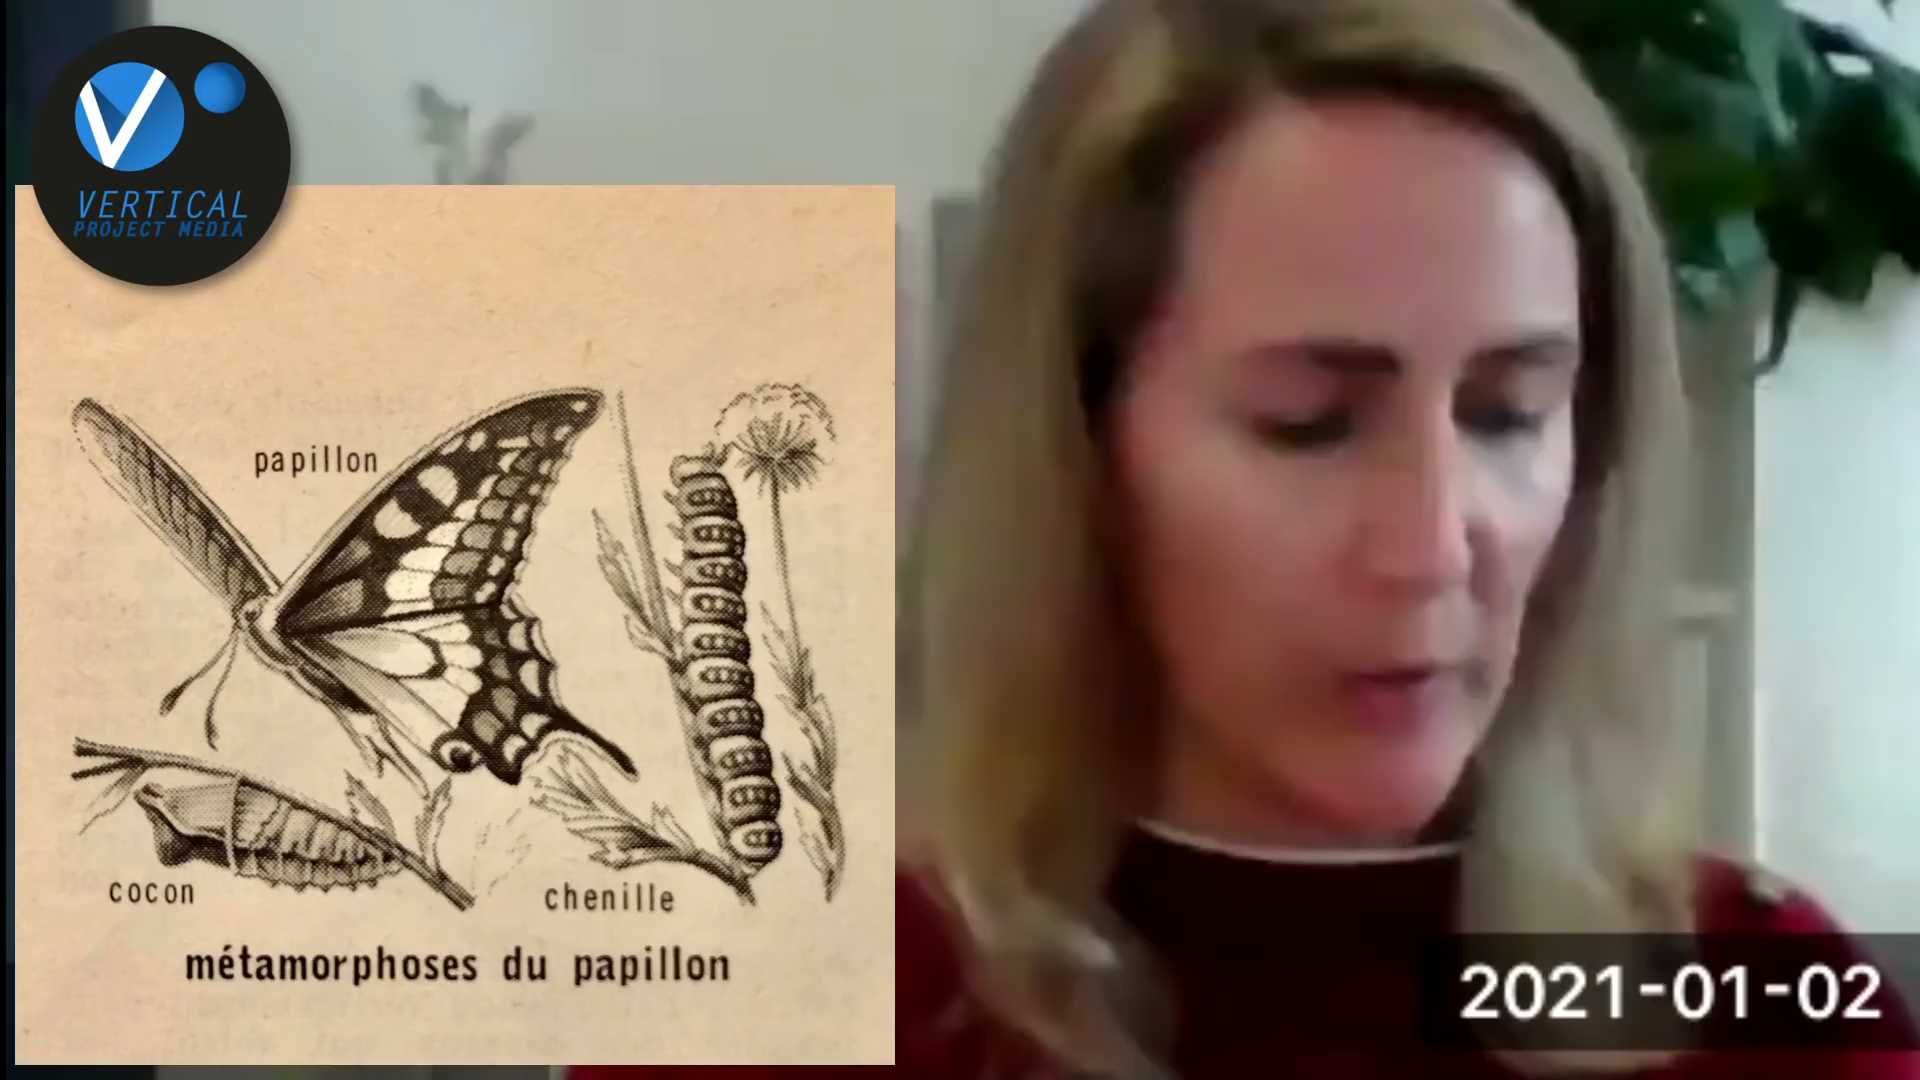 V
VERTICAL
PROJECT MEDIA
papillon
cocon
chenille
métamorphoses du papillon
2021-01-02